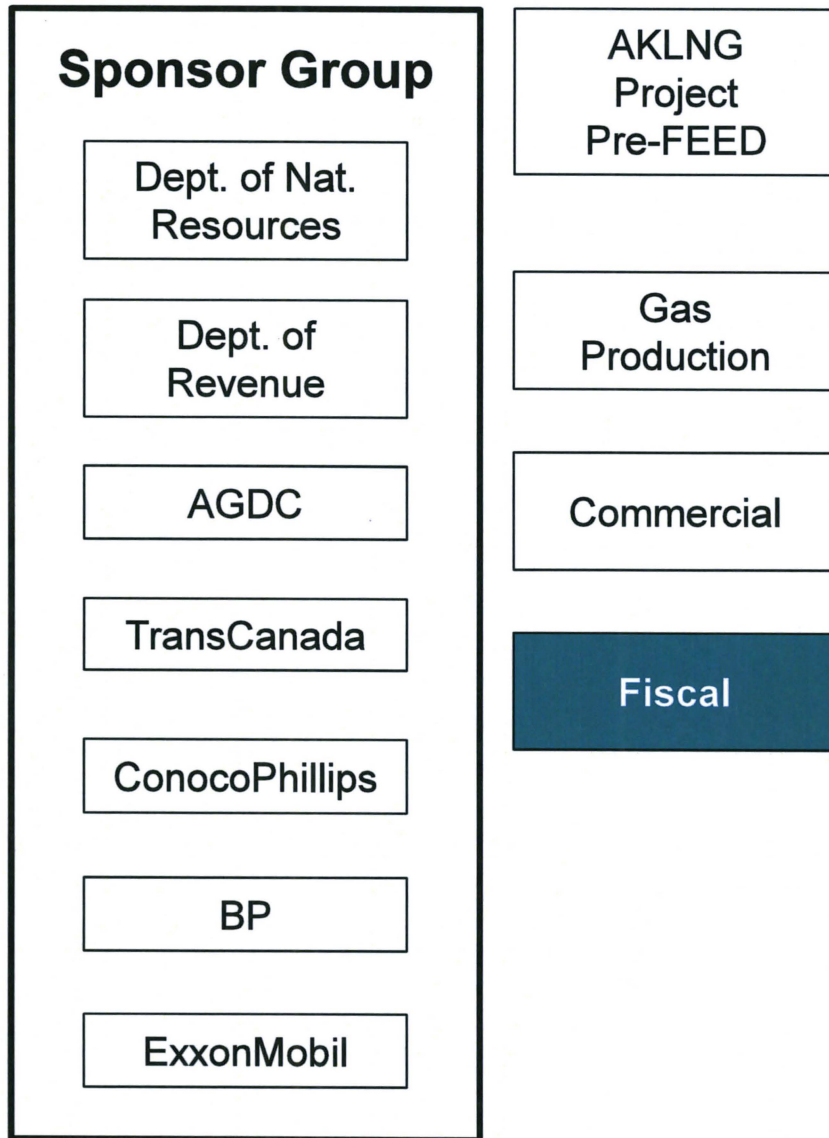 Sponsor Group
Dept. of Nat.
Resources
Dept. of
Revenue
AGDC
TransCanada
ConocoPhillips
BP
ExxonMobil
AKLNG
Project
Pre-FEED
Gas
Production
Commercial
Fiscal